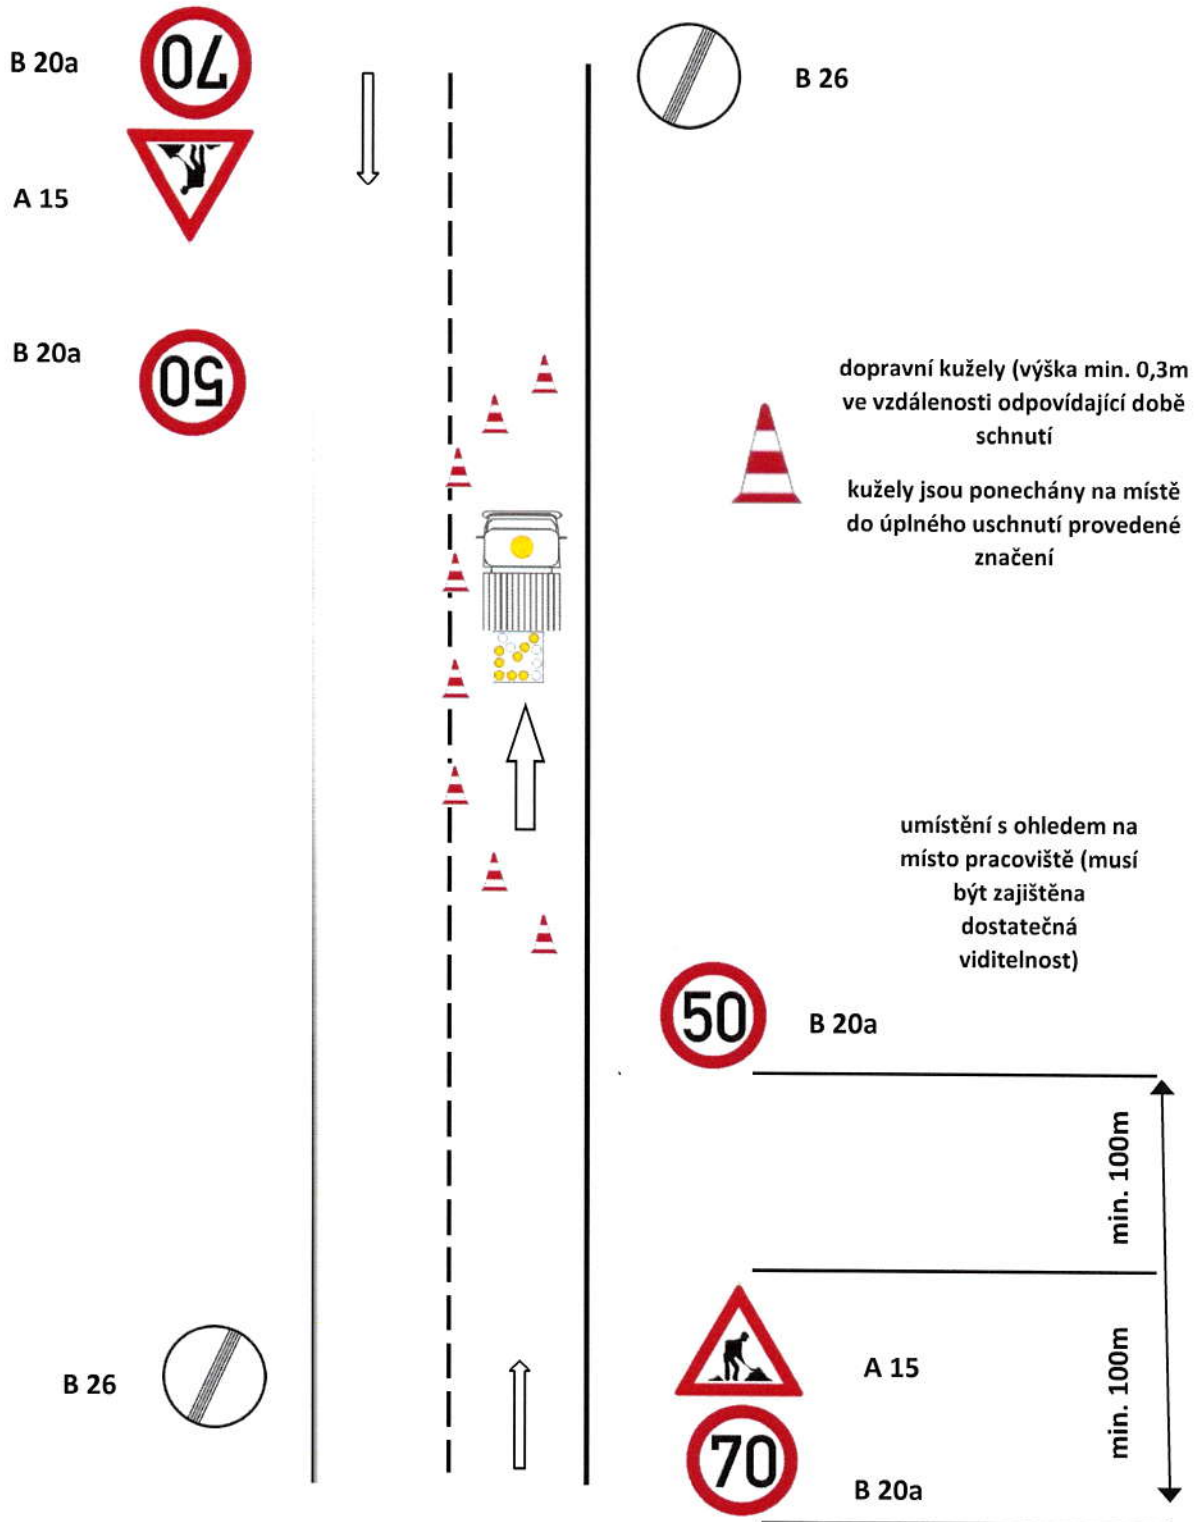 B 20a
70
B 26
A 15
B 20a
50
dopravní kužely (výška min. 0,3m
ve vzdálenosti odpovídající době
schnutí
kužely jsou ponechány na místě
do úplného uschnutí provedené
značení
umístění s ohledem na
místo pracoviště (musí
být zajištěna
dostatečná
viditelnost)
50
B 20a
min. 100m
A 15
B 26
min. 100m
70
B 20a